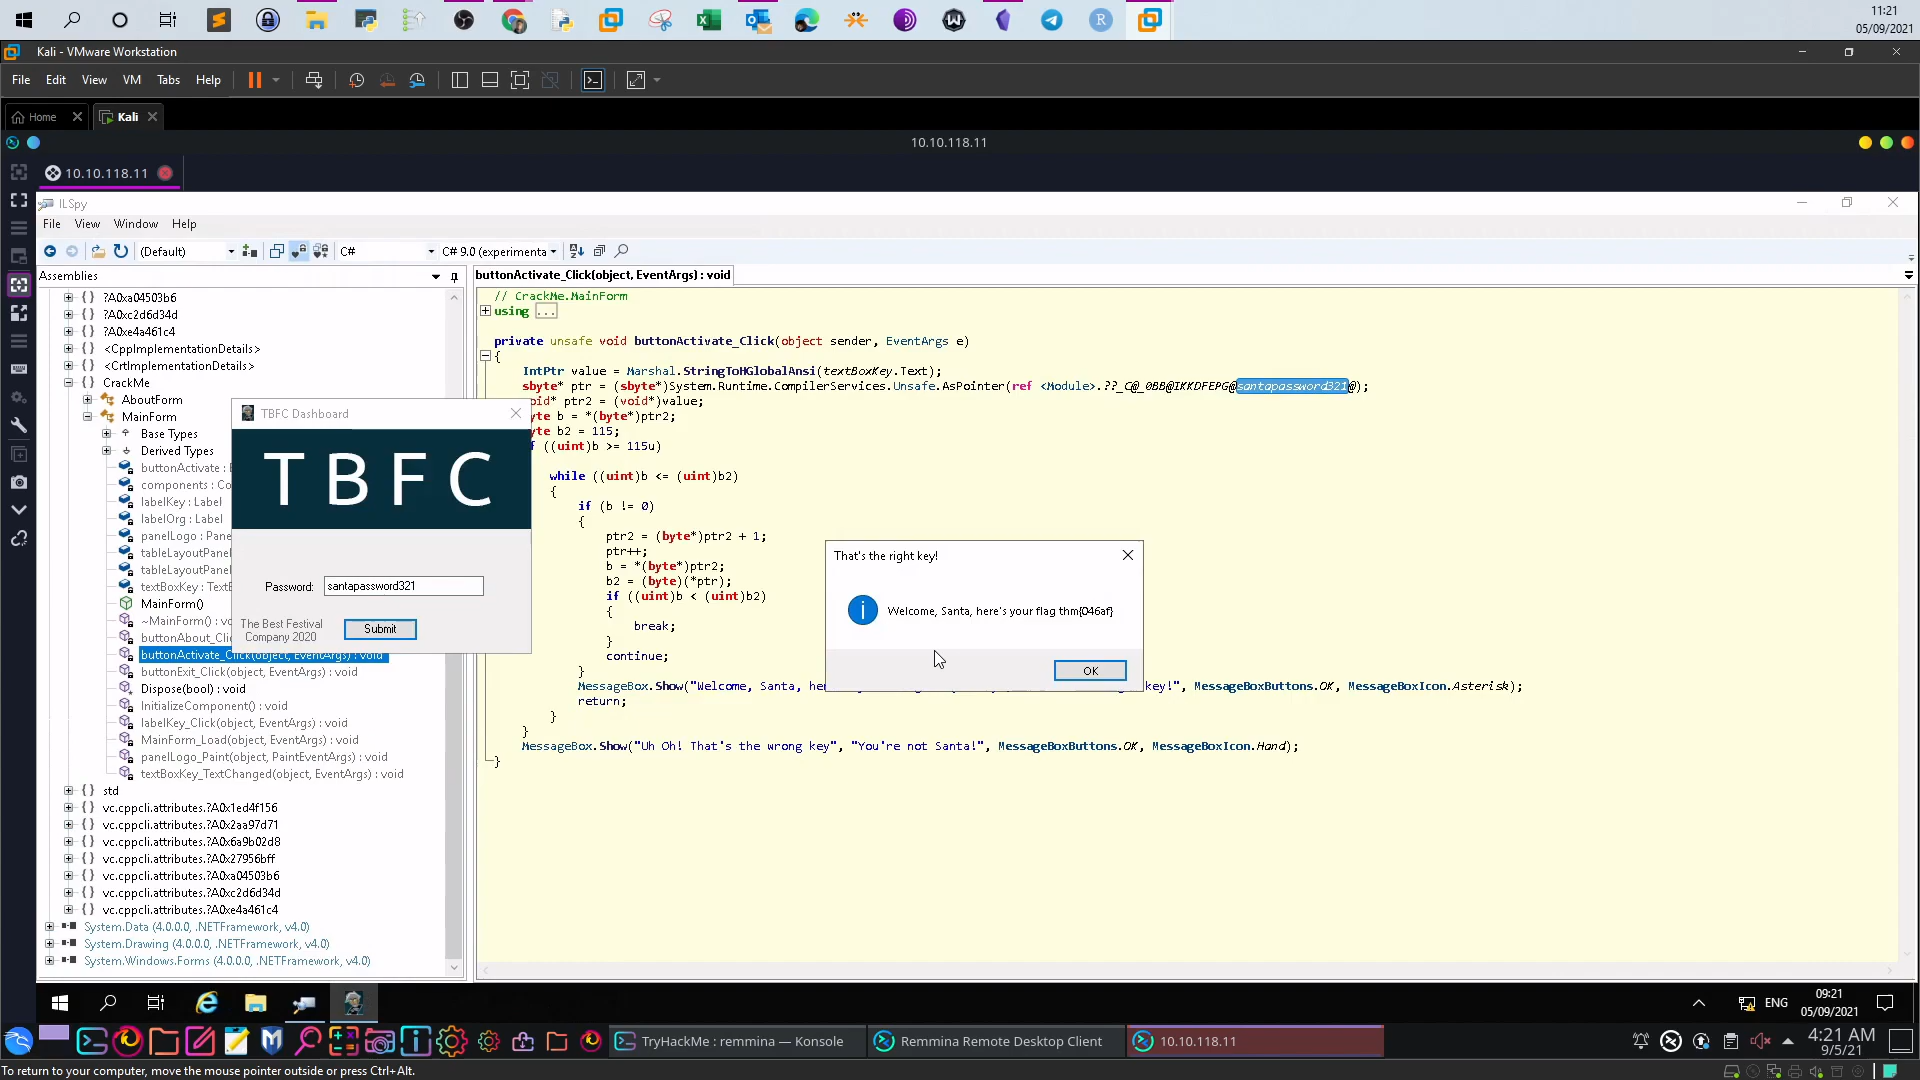 11:21
05/09/2021
Kali - VMware Workstation
File Edit View VM Tabs Help
Home Kali
10.10.118.11
10.10.118.11
ILSpy
File View Window Help
(Default) C# C# 9.0 (experimenta
Assemblies
buttonActivate_Click(object, EventArgs) : void
?A0xa04503b6
?A0xc2d6d34d
?A0xe4a461c4
<CppImplementationDetails>
<CrtImplementationDetails>
CrackMe
AboutForm
MainForm
Base Types
Derived Types
buttonActivate : 
components : Co
labelKey : Label
labelOrg : Label
panelLogo : Pane
tableLayoutPanel
tableLayoutPanel
textBoxKey : TextB
MainForm()
~MainForm() : vo
buttonAbout_Clic
buttonActivate_Click(object, EventArgs) : void
buttonExit_Click(object, EventArgs) : void
Dispose(bool) : void
InitializeComponent() : void
labelKey_Click(object, EventArgs) : void
MainForm_Load(object, EventArgs) : void
panelLogo_Paint(object, PaintEventArgs) : void
textBoxKey_TextChanged(object, EventArgs) : void
std
vc.cppcli.attributes.?A0x1ed4f156
vc.cppcli.attributes.?A0x2aa97d71
vc.cppcli.attributes.?A0x6a9b02d8
vc.cppcli.attributes.?A0x27956bff
vc.cppcli.attributes.?A0xa04503b6
vc.cppcli.attributes.?A0xc2d6d34d
vc.cppcli.attributes.?A0xe4a461c4
System.Data (4.0.0.0, .NETFramework, v4.0)
System.Drawing (4.0.0.0, .NETFramework, v4.0)
System.Windows.Forms (4.0.0.0, .NETFramework, v4.0)
// CrackMe.MainForm
using ...
private unsafe void buttonActivate_Click(object sender, EventArgs e)
{
IntPtr value = Marshal.StringToHGlobalAnsi(textBoxKey.Text);
sbyte* ptr = (sbyte*)System.Runtime.CompilerServices.Unsafe.AsPointer(ref <Module>.??_C@_0BB@IKKDFEPG@santapassword321@);
void* ptr2 = (void*)value;
byte b = *(byte*)ptr2;
byte b2 = 115;
if ((uint)b >= 115u)
while ((uint)b <= (uint)b2)
{
if (b != 0)
{
ptr2 = (byte*)ptr2 + 1;
ptr++;
b = *(byte*)ptr2;
b2 = (byte)(*ptr);
if ((uint)b < (uint)b2)
{
break;
}
continue;
}
MessageBox.Show("Welcome, Santa, her key!", MessageBoxButtons.OK, MessageBoxIcon.Asterisk);
return;
}
}
MessageBox.Show("Uh Oh! That's the wrong key", "You're not Santa!", MessageBoxButtons.OK, MessageBoxIcon.Hand);
}
TBFC Dashboard
TBFC
Password: santapassword321
The Best Festival
Company 2020
Submit
That's the right key!
Welcome, Santa, here's your flag thm{046af}
OK
ENG
09:21
05/09/2021
TryHackMe : remmina — Konsole
Remmina Remote Desktop Client
10.10.118.11
4:21 AM
9/5/21
To return to your computer, move the mouse pointer outside or press Ctrl+Alt.